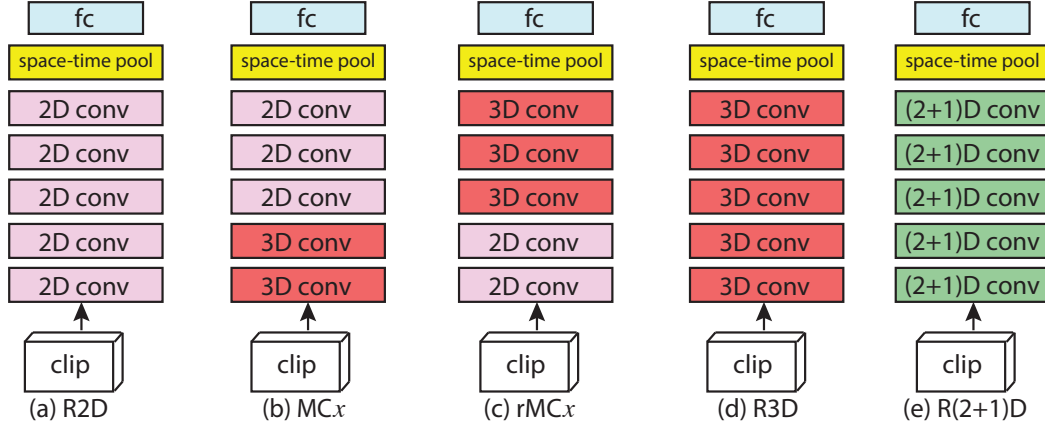 fc
space-time pool
2D conv
2D conv
2D conv
2D conv
2D conv
clip
(a) R2D
fc
space-time pool
2D conv
2D conv
2D conv
3D conv
3D conv
clip
(b) MCx
fc
space-time pool
3D conv
3D conv
3D conv
2D conv
2D conv
clip
(c) rMCx
fc
space-time pool
3D conv
3D conv
3D conv
3D conv
3D conv
clip
(d) R3D
fc
space-time pool
(2+1)D conv
(2+1)D conv
(2+1)D conv
(2+1)D conv
(2+1)D conv
clip
(e) R(2+1)D